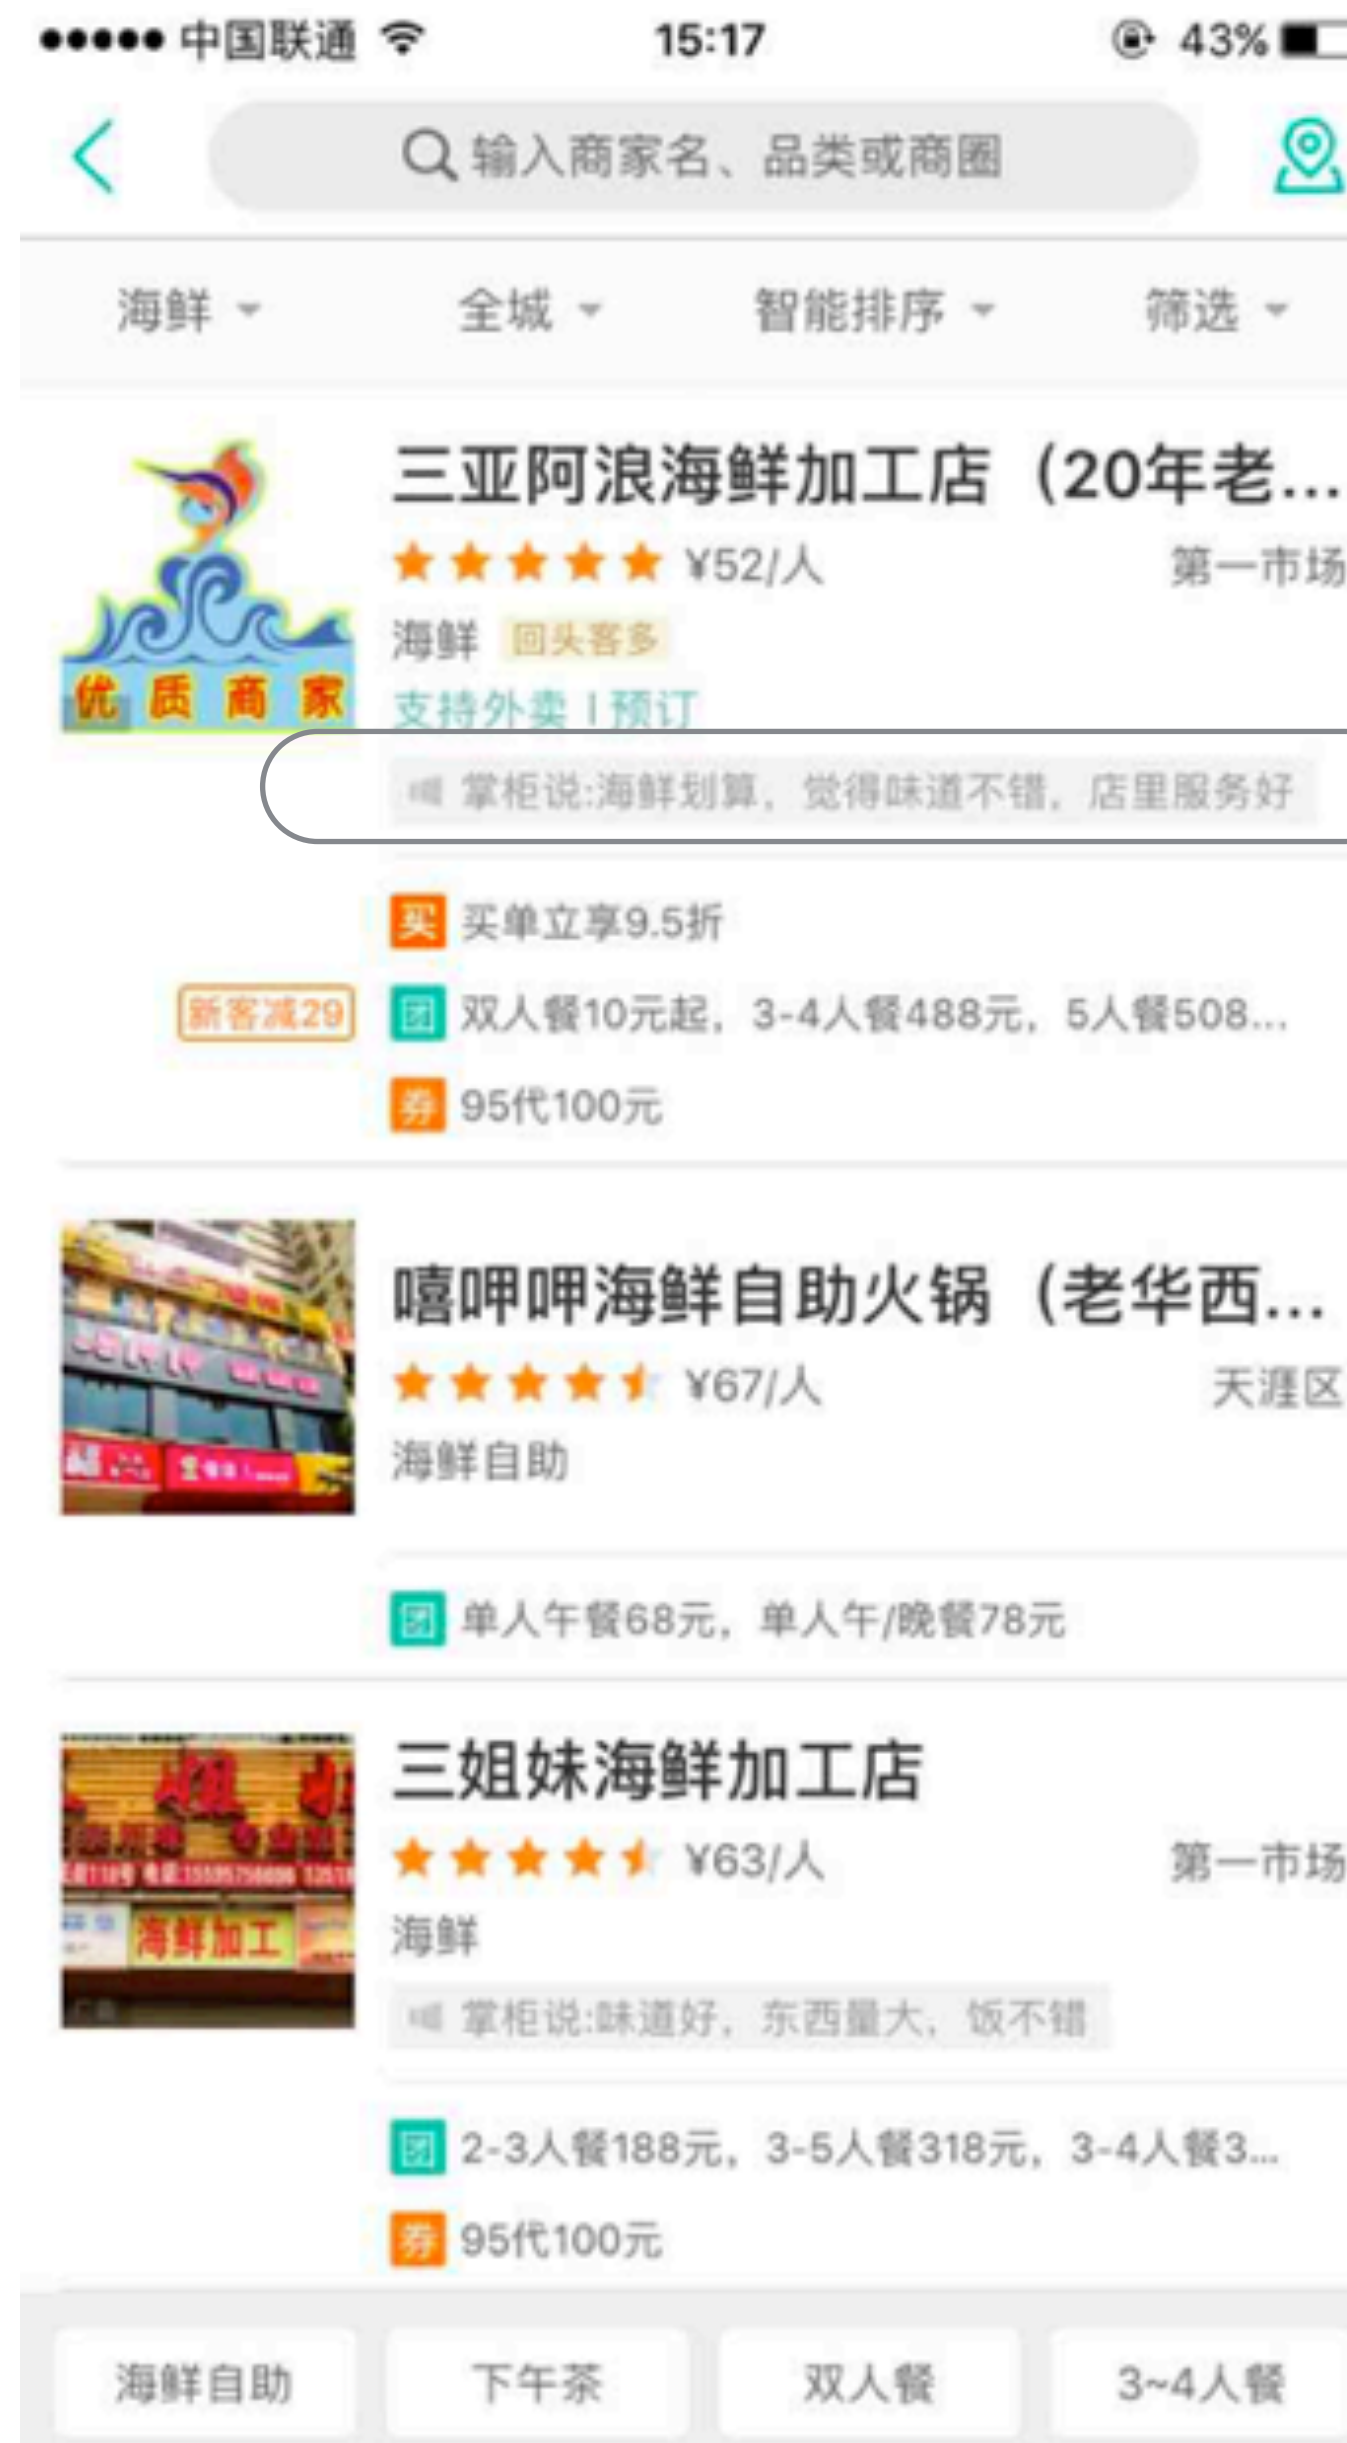 中国联通 15:17 43%
输入商家名、品类或商圈
海鲜 全城 智能排序 筛选
三亚阿浪海鲜加工店（20年老...
¥52/人 第一市场
海鲜 回头客多
支持外卖 | 预订
优质商家
掌柜说:海鲜划算，觉得味道不错，店里服务好
买 买单立享9.5折
新客减29 团 双人餐10元起，3-4人餐488元，5人餐508...
券 95代100元
嘻呷呷海鲜自助火锅（老华西...
¥67/人 天涯区
海鲜自助
团 单人午餐68元，单人午/晚餐78元
三姐妹海鲜加工店
¥63/人 第一市场
海鲜
海鲜加工
掌柜说:味道好，东西量大，饭不错
团 2-3人餐188元，3-5人餐318元，3-4人餐3...
券 95代100元
海鲜自助 下午茶 双人餐 3~4人餐